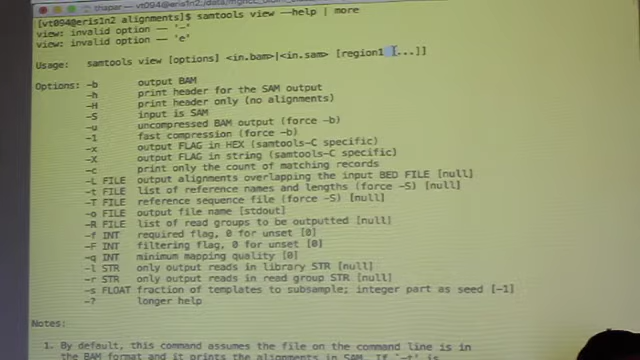 thapar —
[vt094@eris1n2 alignments]$ samtools view --help | more
view: invalid option -- '-'
view: invalid option -- 'e'
Usage: samtools view [options] <in.bam>|<in.sam> [region1 [...]]
Options: -b output BAM
-h print header for the SAM output
-H print header only (no alignments)
-S input is SAM
-u uncompressed BAM output (force -b)
-1 fast compression (force -b)
-x output FLAG in HEX (samtools-C specific)
-X output FLAG in string (samtools-C specific)
-c print only the count of matching records
-L FILE output alignments overlapping the input BED FILE [null]
-t FILE list of reference names and lengths (force -S) [null]
-T FILE reference sequence file (force -S) [null]
-o FILE output file name [stdout]
-R FILE list of read groups to be outputted [null]
-f INT required flag, 0 for unset [0]
-F INT filtering flag, 0 for unset [0]
-q INT minimum mapping quality [0]
-l STR only output reads in library STR [null]
-r STR only output reads in read group STR [null]
-s FLOAT fraction of templates to subsample; integer part as seed [-1]
-? longer help
Notes:
1. By default, this command assumes the file on the command line is in
the BAM format and it prints the alignments in SAM. If '-t' is